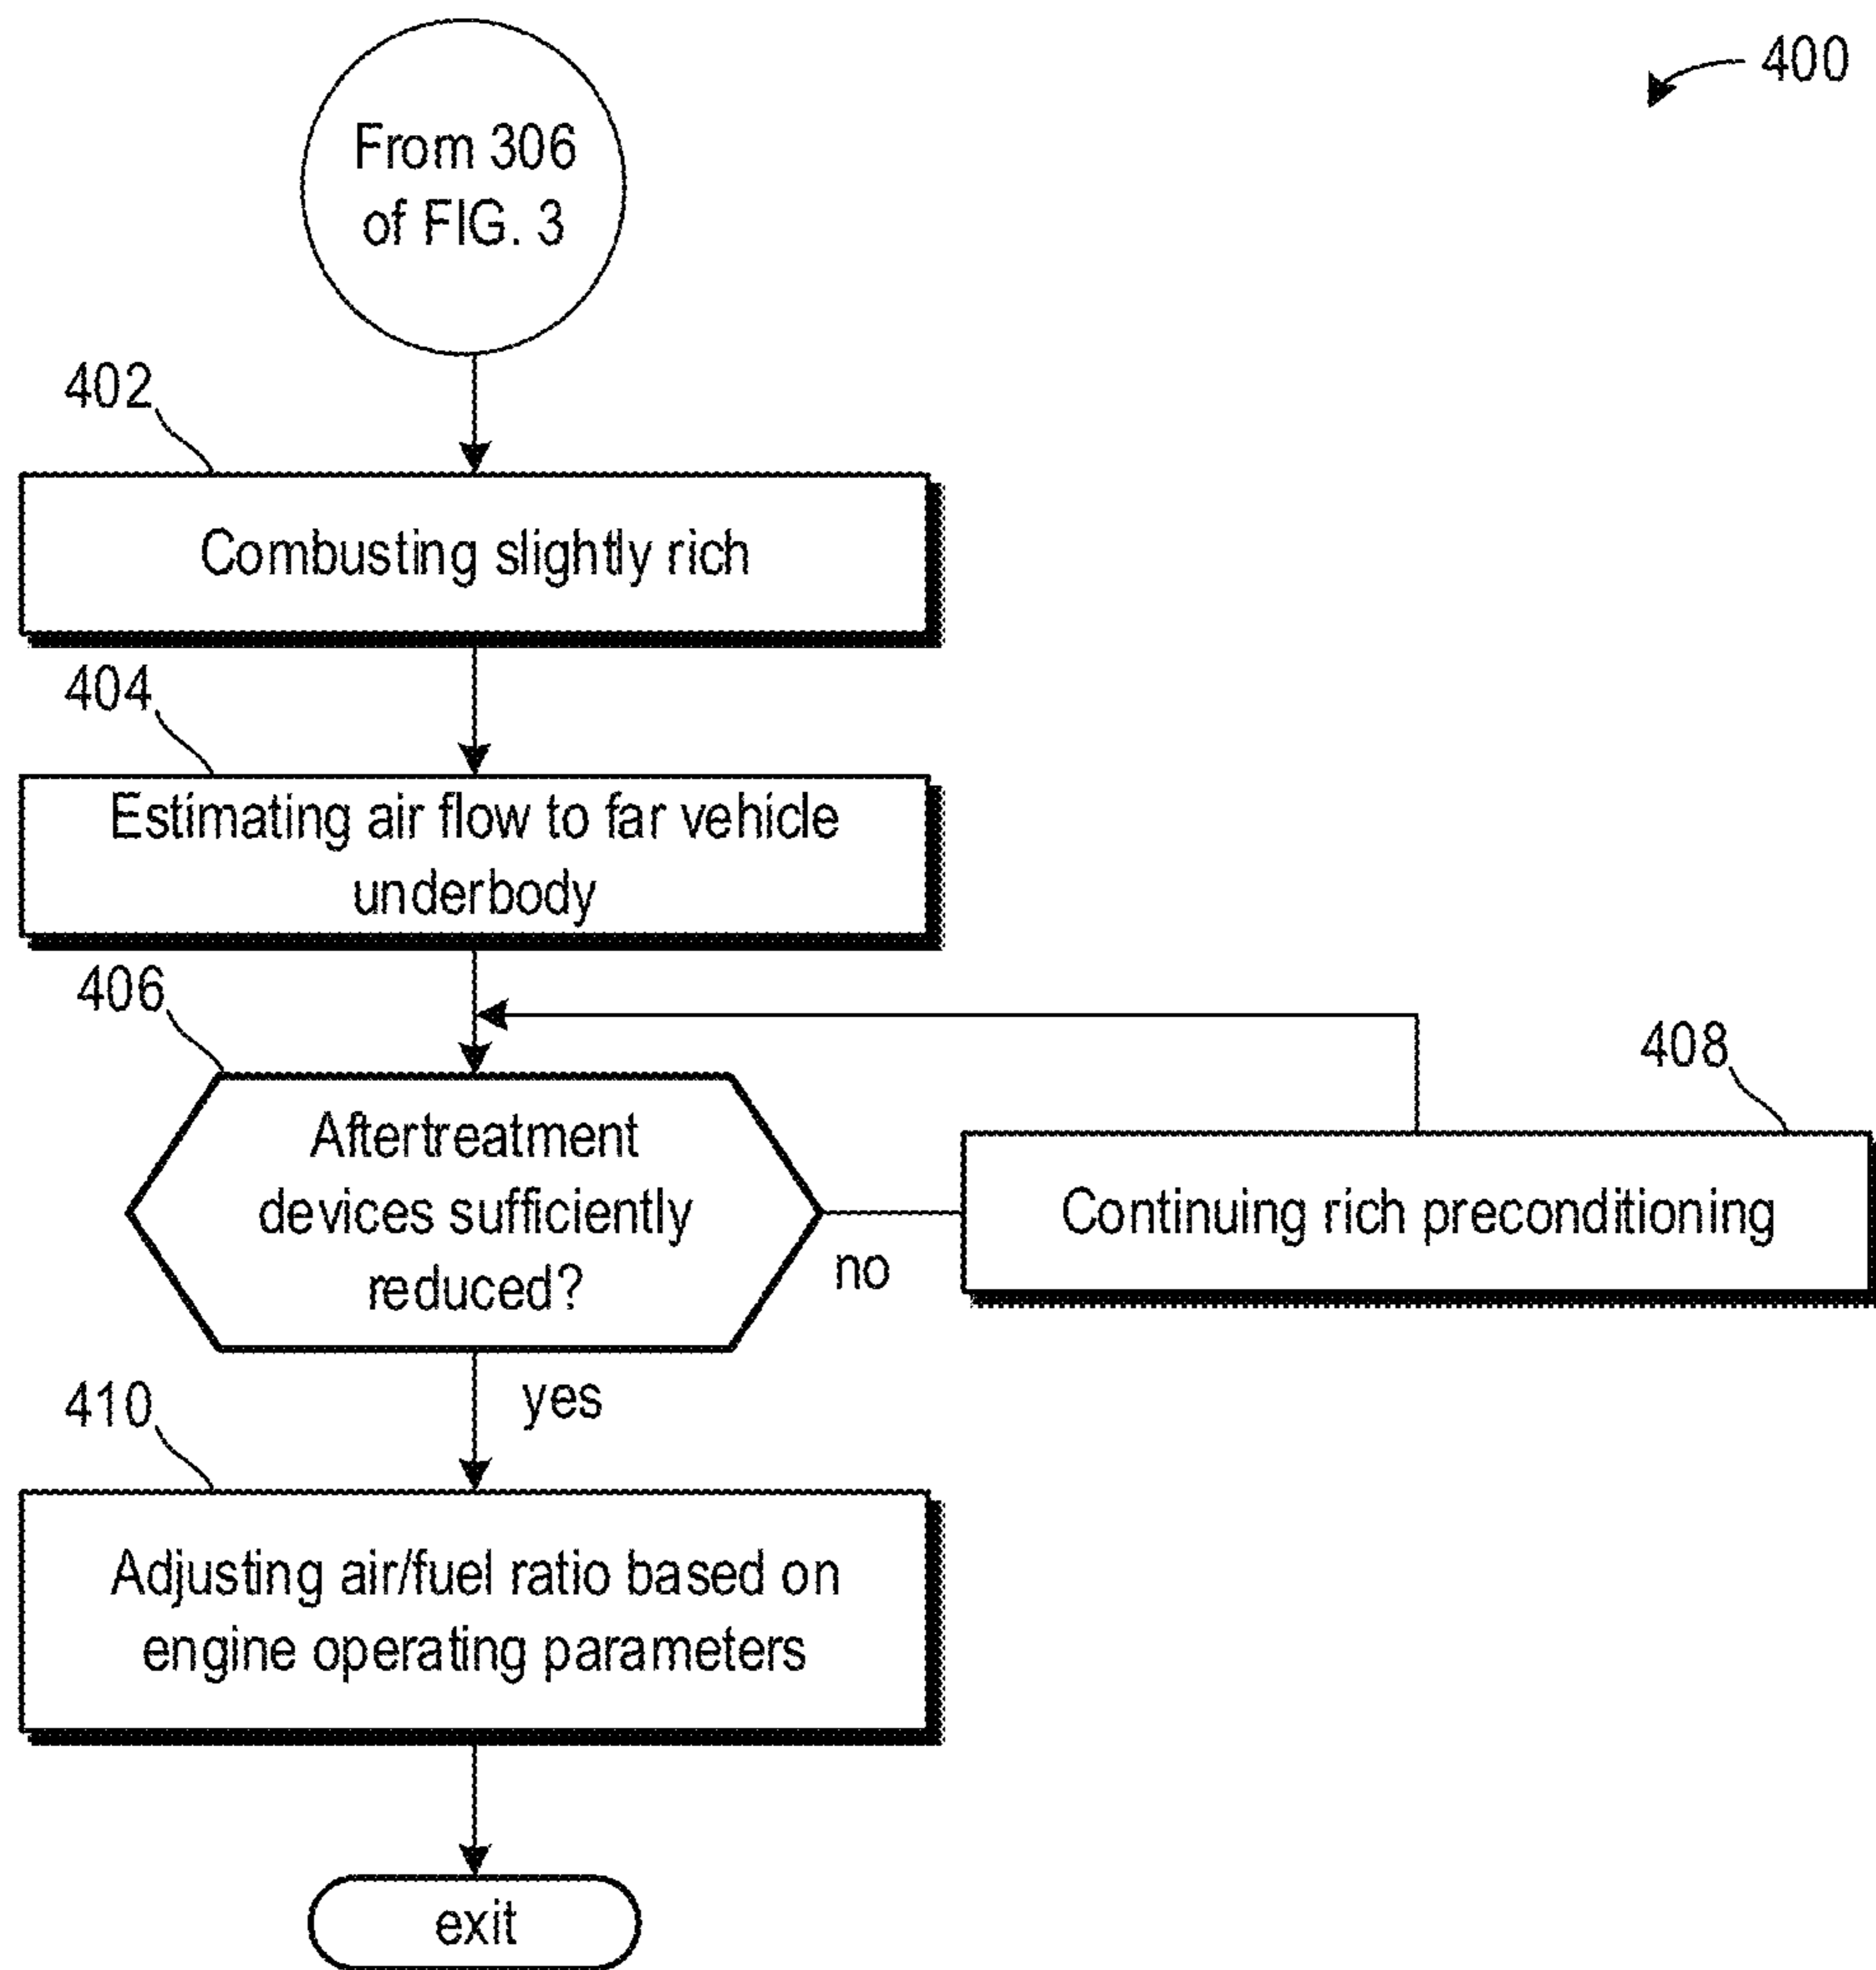 400
From 306
of FIG. 3
402
Combusting slightly rich
404
Estimating air flow to far vehicle
underbody
406
408
Aftertreatment
devices sufficiently
reduced?
no
Continuing rich preconditioning
yes
410
Adjusting air/fuel ratio based on
engine operating parameters
exit